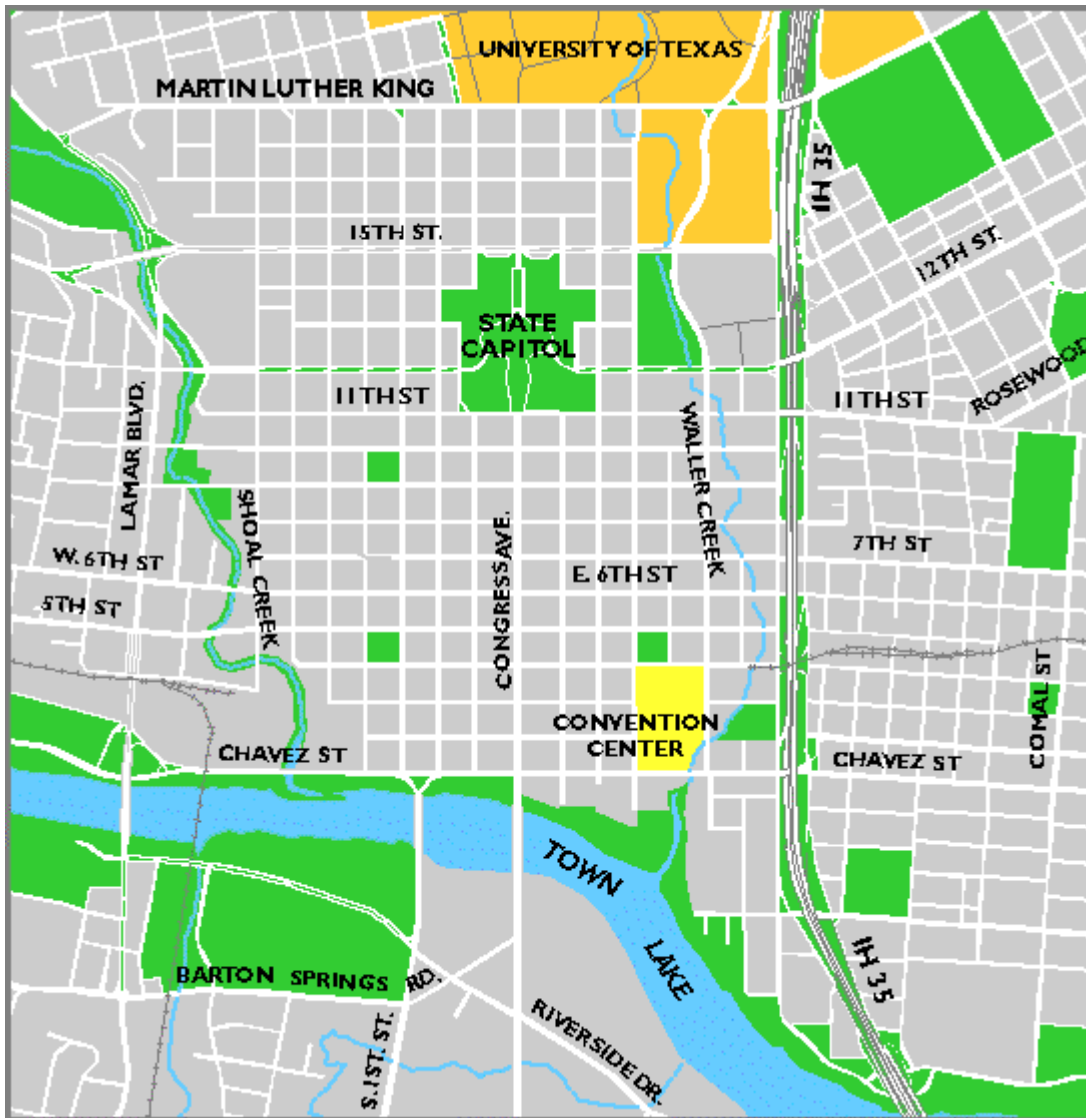 UNIVERSITY OF TEXAS
MARTIN LUTHER KING
IH 35
15TH ST.
12TH ST.
STATE
CAPITOL
ROSEWOOD
11TH ST
11TH ST
LAMAR BLVD.
WALLER CREEK
SHOAL CREEK
CONGRESS AVE.
7TH ST
W. 6TH ST
E. 6TH ST
5TH ST
COMAL ST
CONVENTION
CENTER
CHAVEZ ST
CHAVEZ ST
TOWN
LAKE
IH 35
BARTON SPRINGS RD.
S. 1ST. ST.
RIVERSIDE DR.